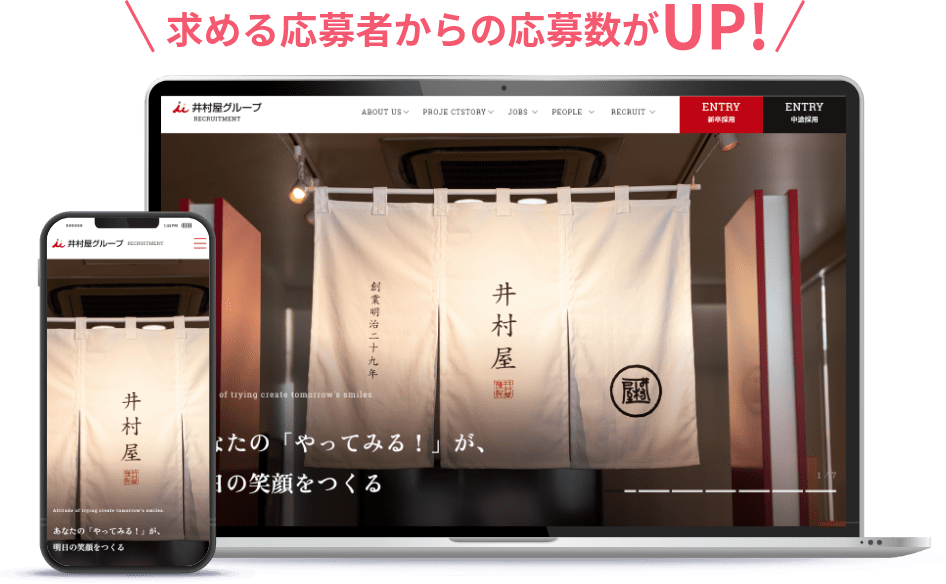 求める応募者からの応募数がUP!
井村屋グループ
RECRUITMENT
ABOUT US
PROJE CTSTORY
JOBS
PEOPLE
RECRUIT
ENTRY
新卒採用
ENTRY
中途採用
創業明治二十九年
井村屋
of trying create tomorrow's smiles.
なたの「やってみる！」が、
日の笑顔をつくる
1 / 7
1:20 PM
井村屋グループ RECRUITMENT
井村屋
Attitude of trying create tomorrow's smiles.
あなたの「やってみる！」が、
明日の笑顔をつくる